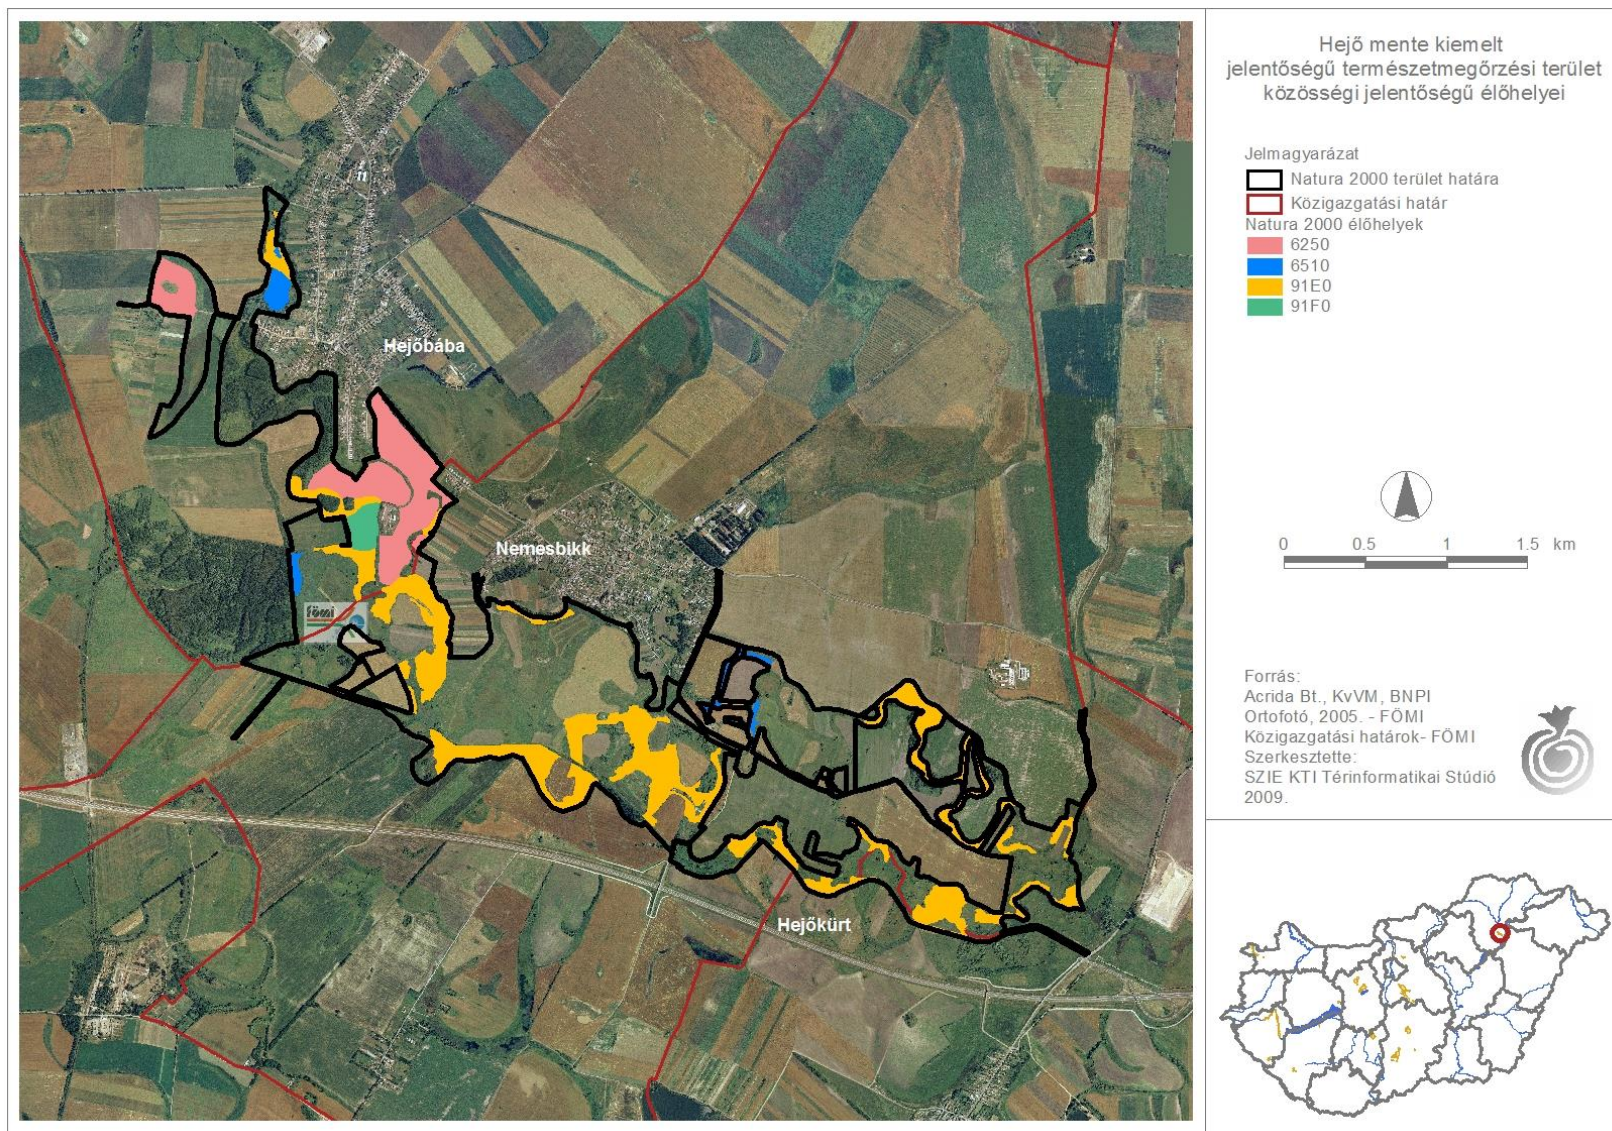 Hejő mente kiemelt
jelentőségű természetmegőrzési terület
közösségi jelentőségű élőhelyei
Jelmagyarázat
Natura 2000 terület határa
Közigazgatási határ
Natura 2000 élőhelyek
6250
6510
91E0
91F0
0 0.5 1 1.5 km
Forrás:
Acrida Bt., KvVM, BNPI
Ortofotó, 2005. - FÖMI
Közigazgatási határok- FÖMI
Szerkesztette:
SZIE KTI Térinformatikai Stúdió
2009.
Hejőbába
Nemesbikk
fömi
Hejőkürt